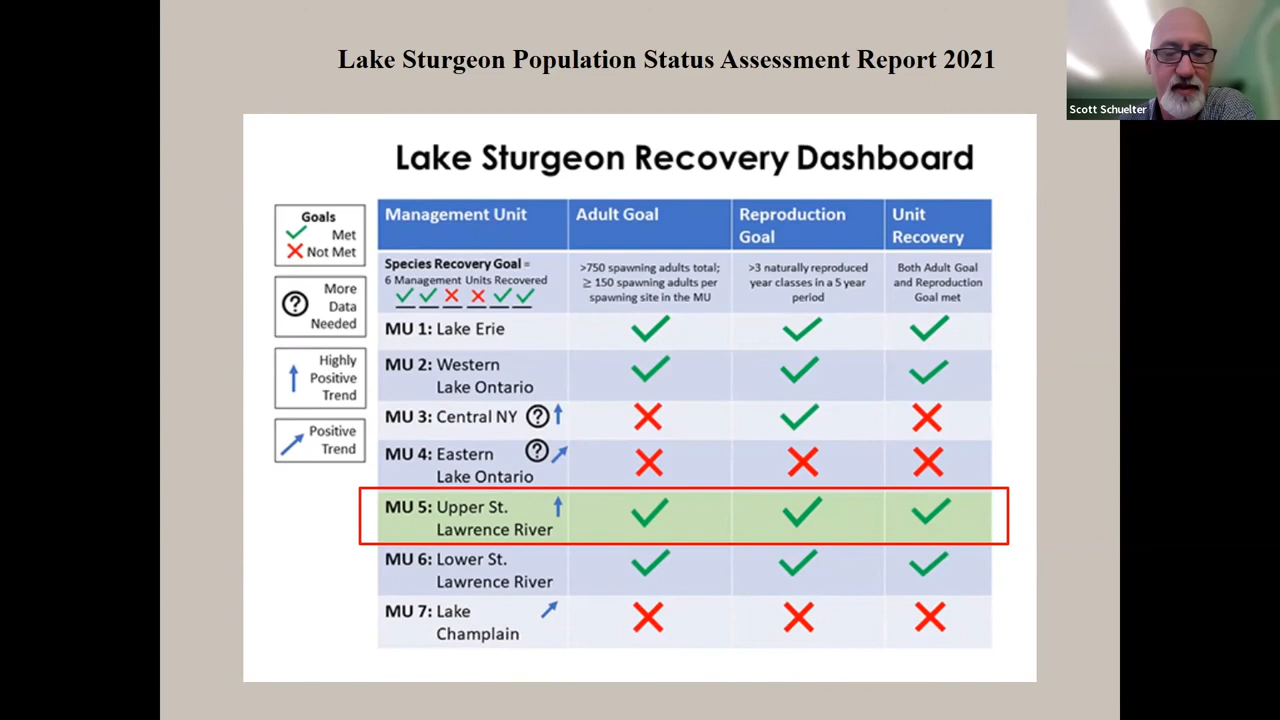 Lake Sturgeon Population Status Assessment Report 2021
Scott Schuelter
Lake Sturgeon Recovery Dashboard
Goals
Met
Not Met
More
Data
Needed
Highly
Positive
Trend
Positive
Trend
Management Unit
Adult Goal
Reproduction
Goal
Unit
Recovery
Species Recovery Goal =
6 Management Units Recovered
>750 spawning adults total;
≥ 150 spawning adults per
spawning site in the MU
>3 naturally reproduced
year classes in a 5 year
period
Both Adult Goal
and Reproduction
Goal met
MU 1: Lake Erie
MU 2: Western
Lake Ontario
MU 3: Central NY
MU 4: Eastern
Lake Ontario
MU 5: Upper St.
Lawrence River
MU 6: Lower St.
Lawrence River
MU 7: Lake
Champlain